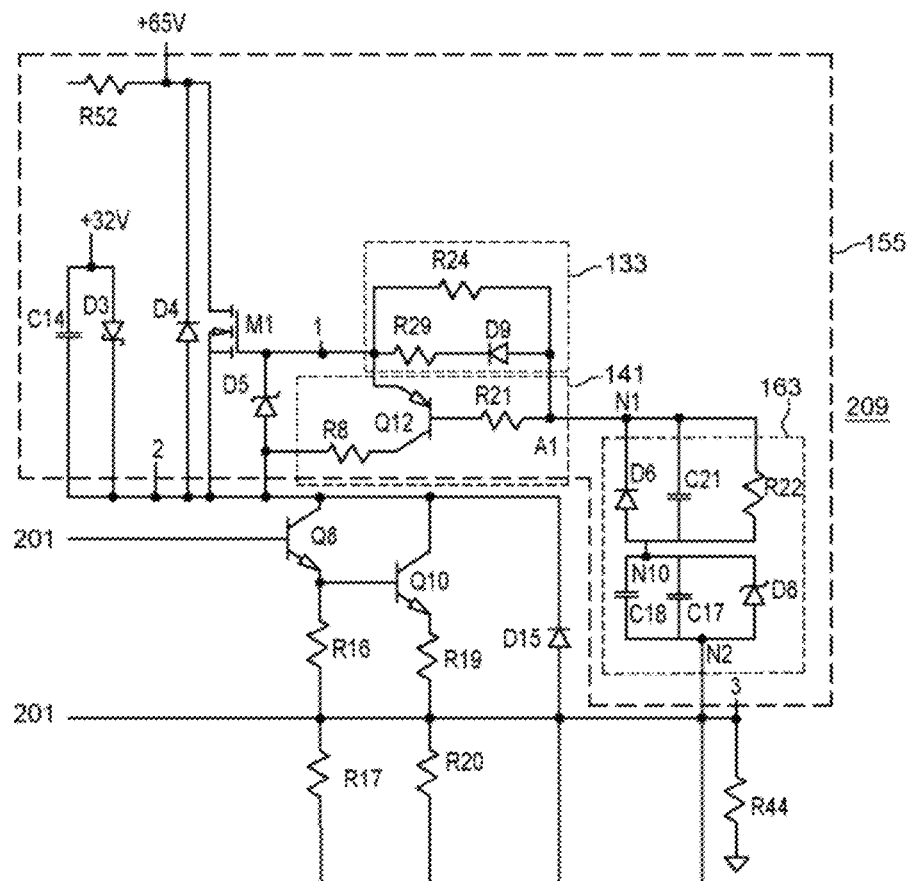 +65V
R52
+32V
C14
D3
D4
M1
1
R24
133
155
R29
D9
D5
141
R21
N1
163
Q12
R8
A1
209
2
D6
C21
R22
201
Q8
Q10
N10
C18
C17
D8
R16
R19
D15
N2
3
201
R17
R20
R44